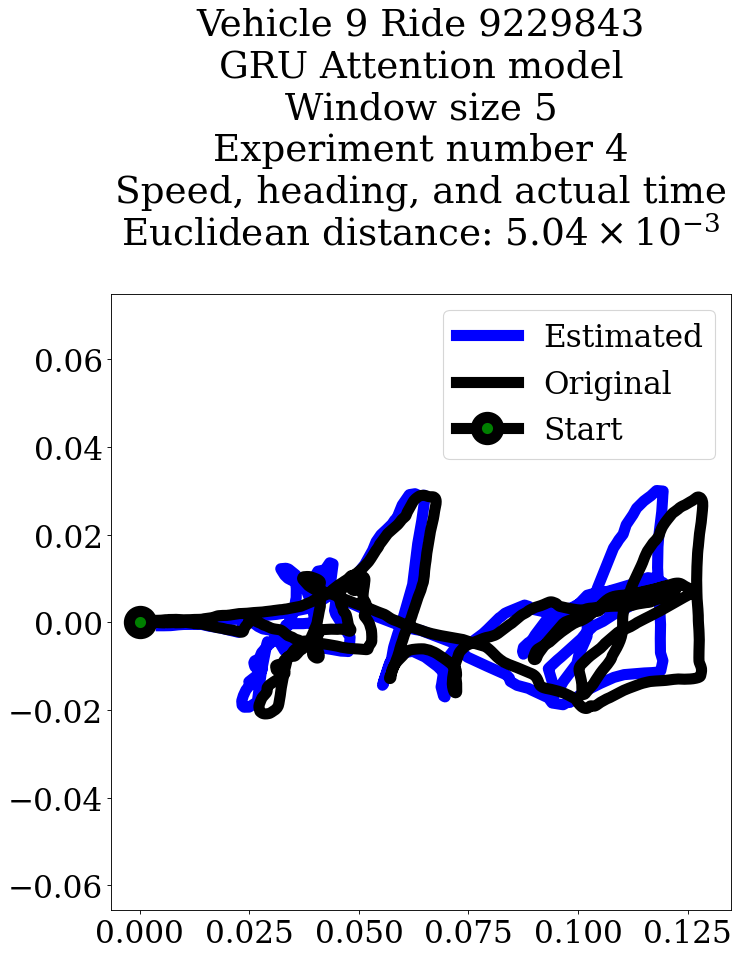 Vehicle 9 Ride 9229843
GRU Attention model
Window size 5
Experiment number 4
Speed, heading, and actual time
Euclidean distance: 5.04 × 10⁻³
Estimated
Original
Start
0.06
0.04
0.02
0.00
−0.02
−0.04
−0.06
0.000 0.025 0.050 0.075 0.100 0.125